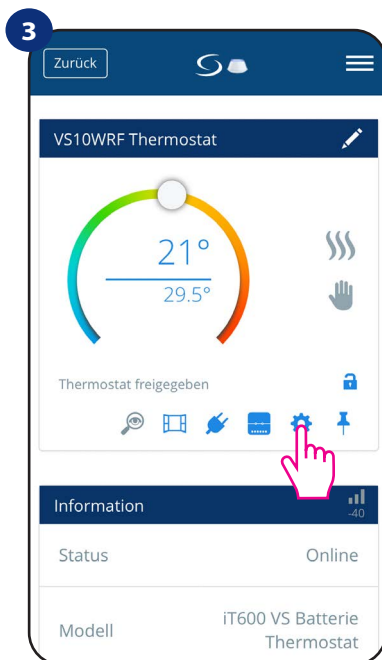 3
Zurück
VS10WRF Thermostat
21°
29.5°
Thermostat freigegeben
Information
-40
Status Online
Modell iT600 VS Batterie
Thermostat